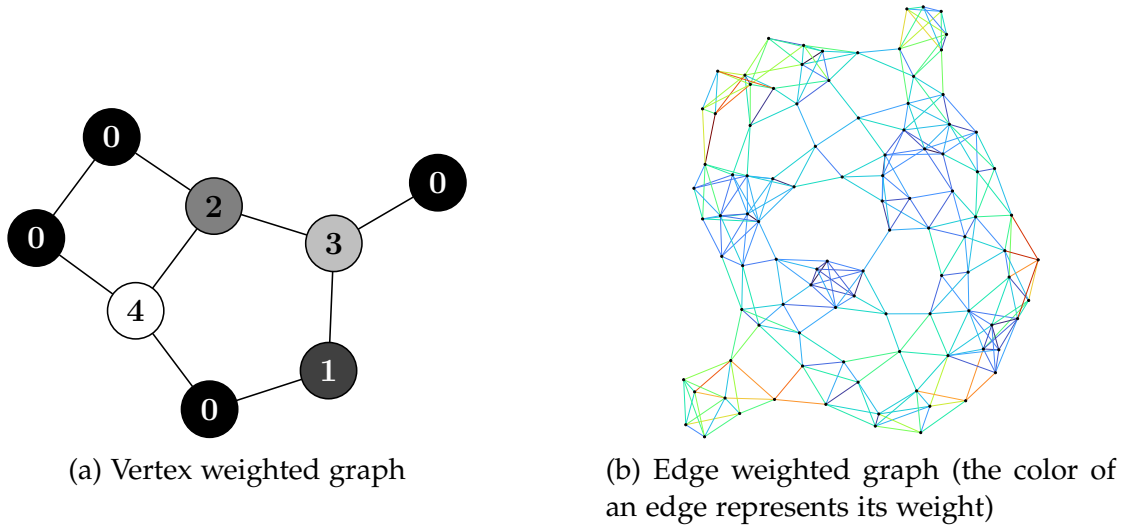 0
0
2
3
0
4
1
0
(a) Vertex weighted graph
(b) Edge weighted graph (the color of
an edge represents its weight)